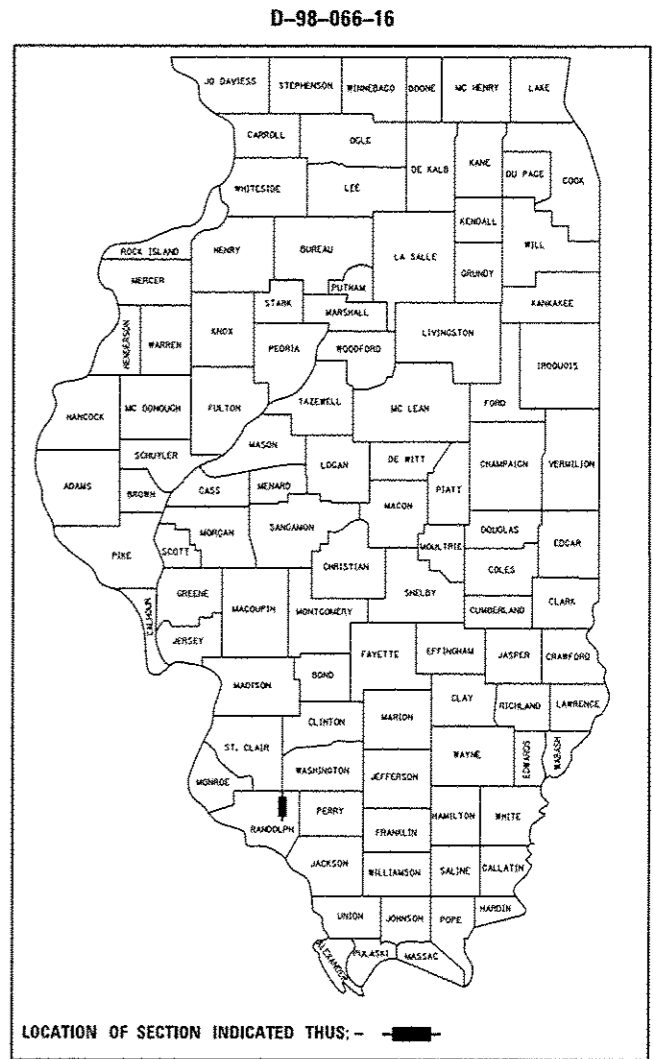 D-98-066-16
JO DAVIESS STEPHENSON WINNEBAGO BOONE MC HENRY LAKE
CARROLL OGLE DE KALB KANE DU PAGE COOK
WHITESIDE LEE
KENDALL WILL
ROCK ISLAND HENRY BUREAU LA SALLE GRUNDY
MERCER PUTNAM
STARK MARSHALL KANKAKEE
HENDERSON WARREN KNOX PEORIA WOODFORD LIVINGSTON IROQUOIS
HANCOCK MC DONOUGH FULTON TAZEWELL MC LEAN FORD
MASON
SCHUYLER LOGAN DE WITT CHAMPAIGN VERMILION
ADAMS BROWN CASS MENARD MACON PIATT
MORGAN SANGAMON DOUGLAS EDGAR
PIKE SCOTT CHRISTIAN MOULTRIE COLES
GREENE MACOUPIN MONTGOMERY SHELBY CUMBERLAND CLARK
CALHOUN JERSEY
FAYETTE EFFINGHAM JASPER CRAWFORD
MADISON BOND
CLINTON MARION CLAY RICHLAND LAWRENCE
ST. CLAIR WAYNE EDWARDS WABASH
MONROE WASHINGTON JEFFERSON
RANDOLPH PERRY FRANKLIN HAMILTON WHITE
JACKSON WILLIAMSON SALINE GALLATIN
UNION JOHNSON POPE HARDIN
ALEXANDER PULASKI MASSAC
LOCATION OF SECTION INDICATED THUS: -